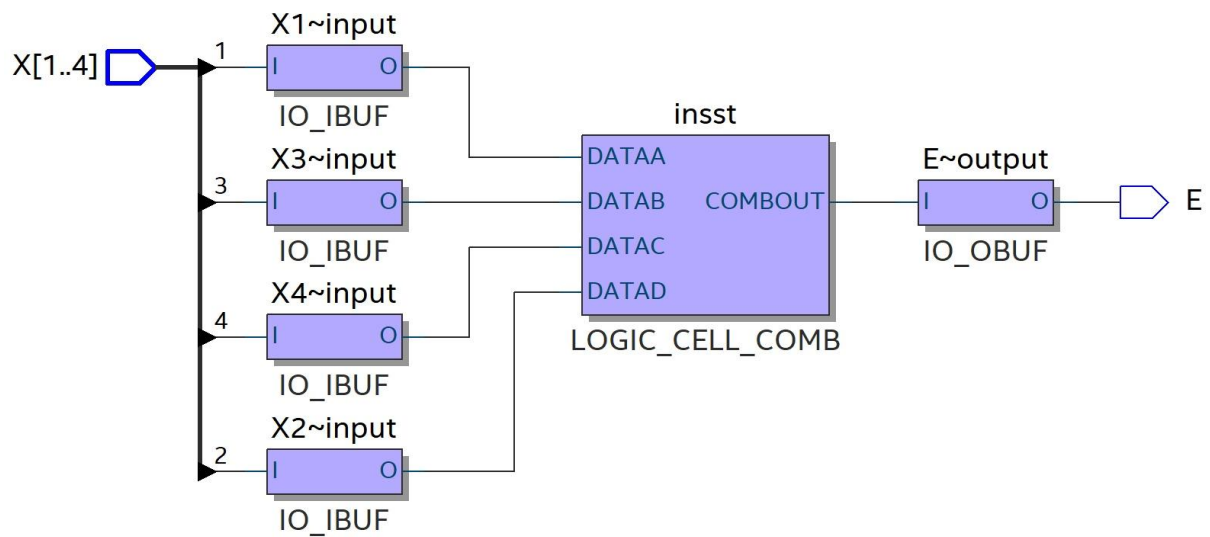 X1~input
X[1..4]
1
I
O
IO_IBUF
insst
X3~input
DATAA
E~output
3
I
O
DATAB
COMBOUT
I
O
E
IO_IBUF
DATAC
IO_OBUF
X4~input
DATAD
4
I
O
LOGIC_CELL_COMB
IO_IBUF
X2~input
2
I
O
IO_IBUF